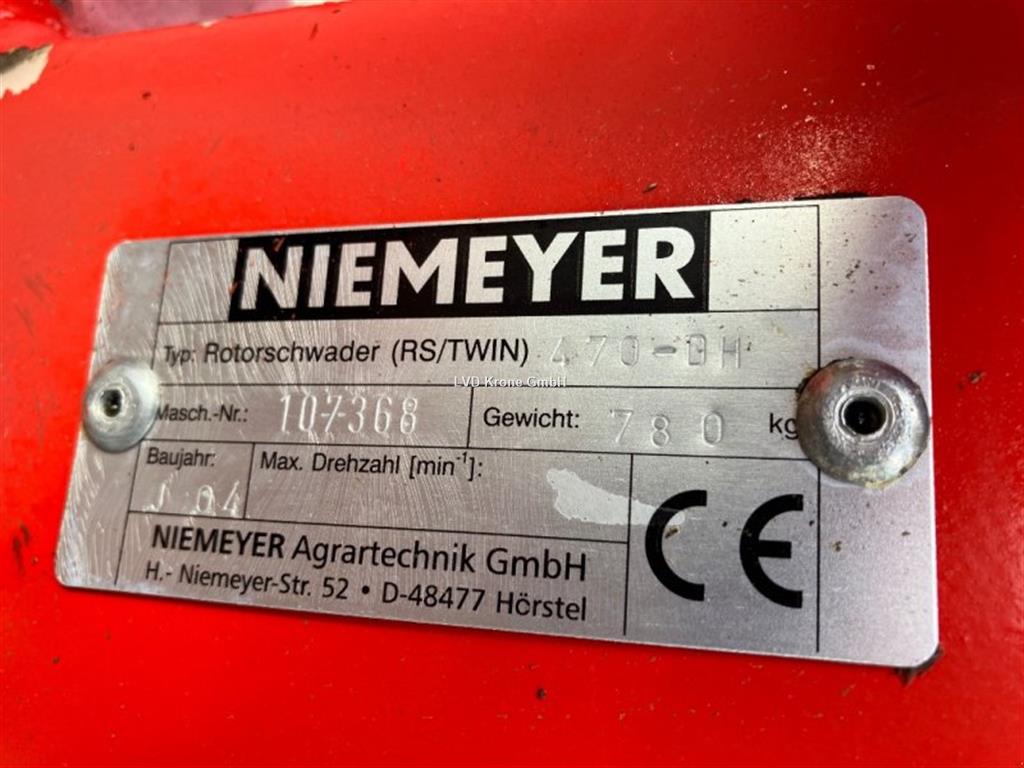 NIEMEYER
Typ: Rotorschwader (RS/TWIN) 470-DH
LVD Krone GmbH
Masch.-Nr.: 107368 Gewicht: 780 kg
Baujahr: J 04 Max. Drehzahl [min⁻¹]:
NIEMEYER Agrartechnik GmbH
H.- Niemeyer-Str. 52 • D-48477 Hörstel
CE